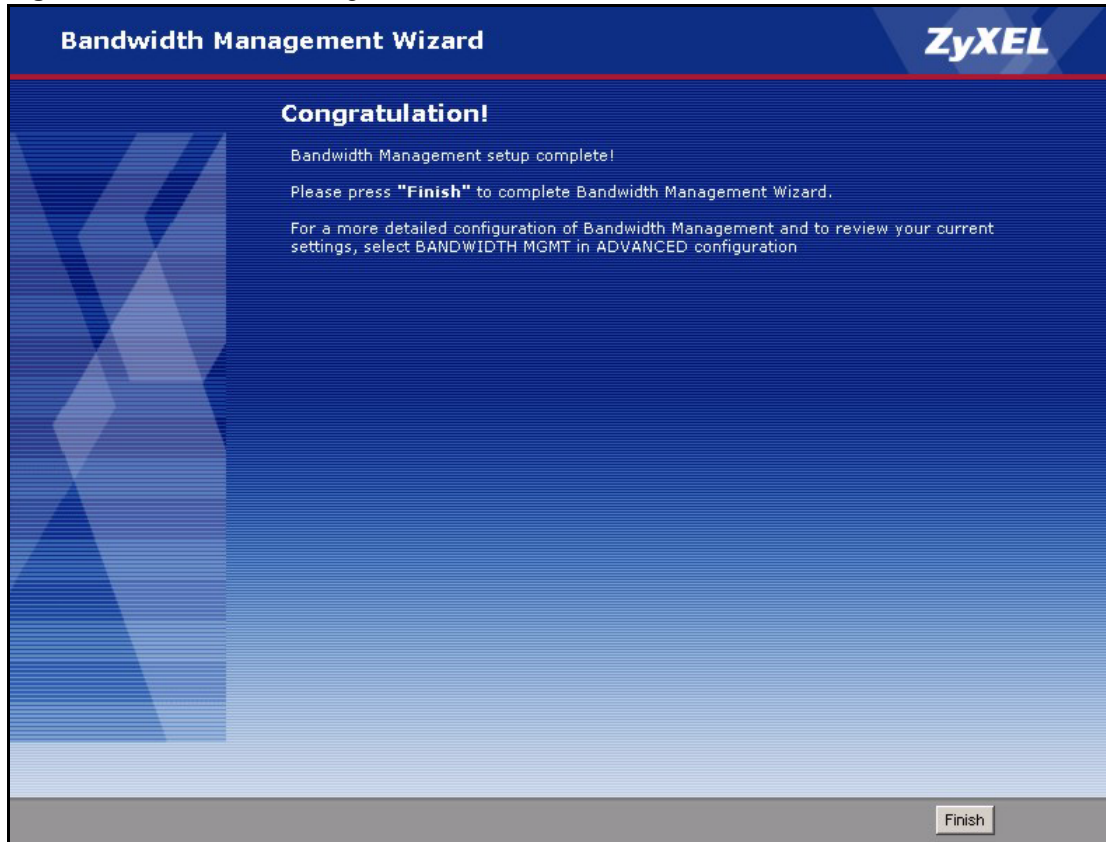 Bandwidth Management Wizard
ZyXEL
Congratulation!
Bandwidth Management setup complete!
Please press "Finish" to complete Bandwidth Management Wizard.
For a more detailed configuration of Bandwidth Management and to review your current
settings, select BANDWIDTH MGMT in ADVANCED configuration
Finish